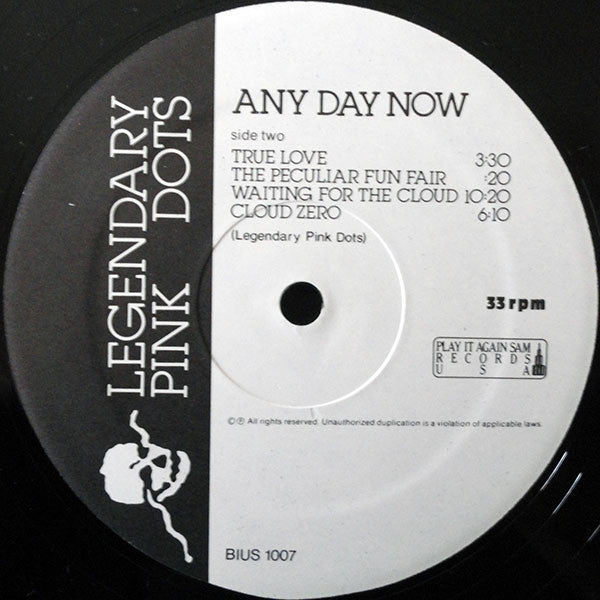 LEGENDARY
PINK DOTS
ANY DAY NOW
side two
TRUE LOVE 3:30
THE PECULIAR FUN FAIR :20
WAITING FOR THE CLOUD 10:20
CLOUD ZERO 6:10
(Legendary Pink Dots)
33 rpm
PLAY IT AGAIN SAM
RECORDS
USA
©℗ All rights reserved. Unauthorized duplication is a violation of applicable laws.
BIUS 1007